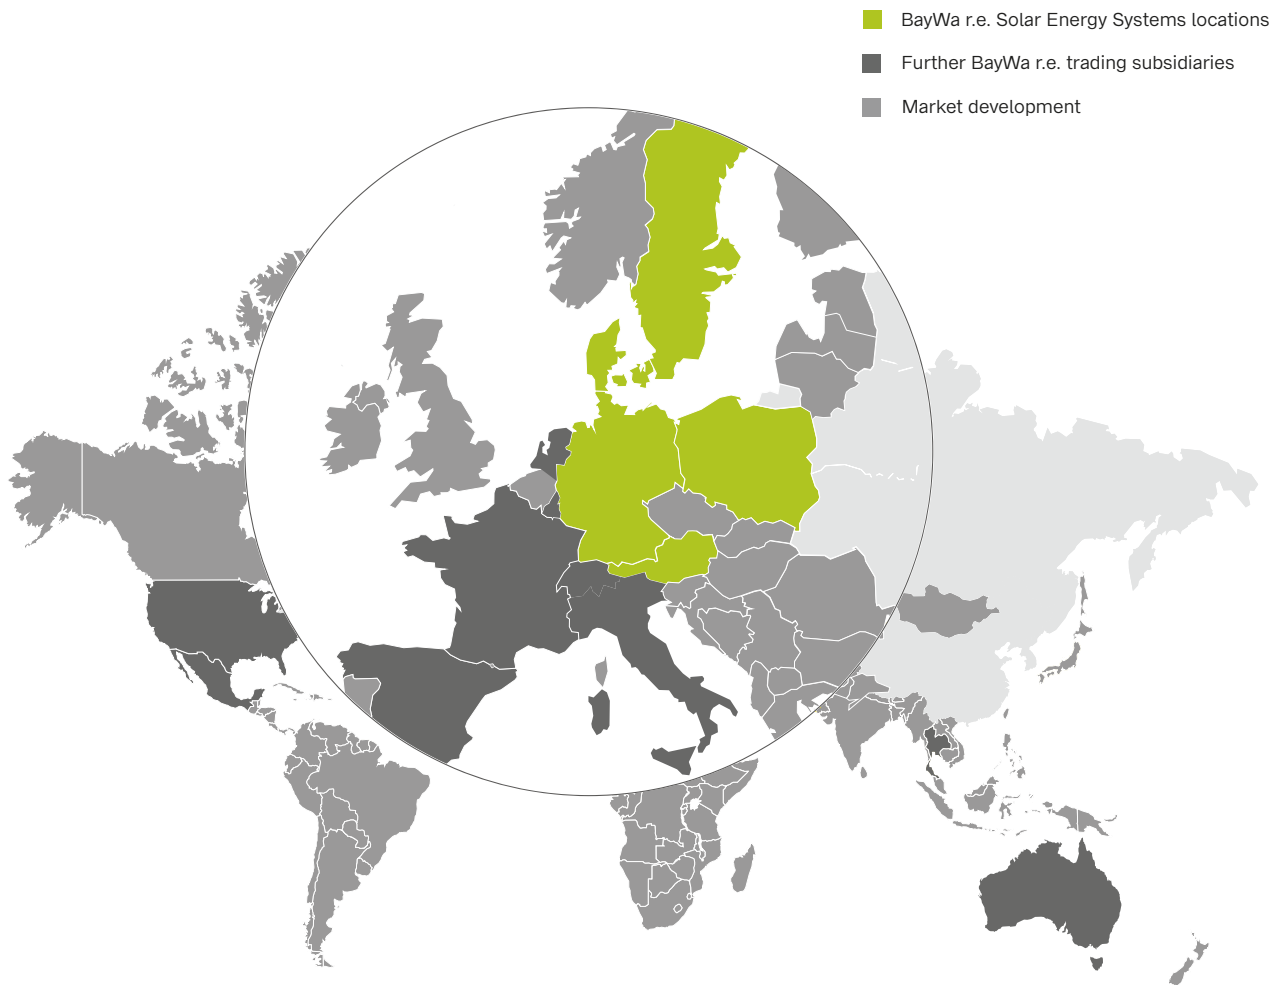 BayWa r.e. Solar Energy Systems locations
Further BayWa r.e. trading subsidiaries
Market development